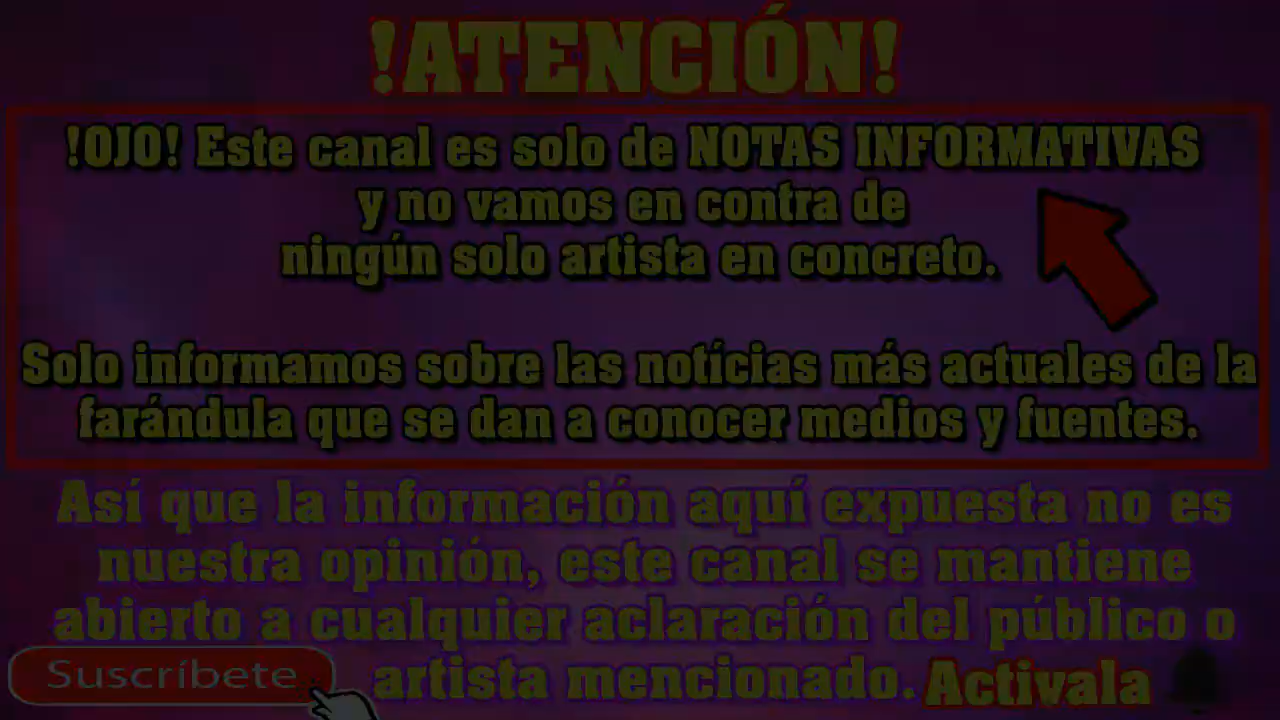 !ATENCIÓN!
!OJO! Este canal es solo de NOTAS INFORMATIVAS
y no vamos en contra de
ningún solo artista en concreto.
Solo informamos sobre las notícias más actuales de la
farándula que se dan a conocer medios y fuentes.
Así que la información aquí expuesta no es
nuestra opinión, este canal se mantiene
abierto a cualquier aclaración del público o
artista mencionado. Activala
Suscríbete